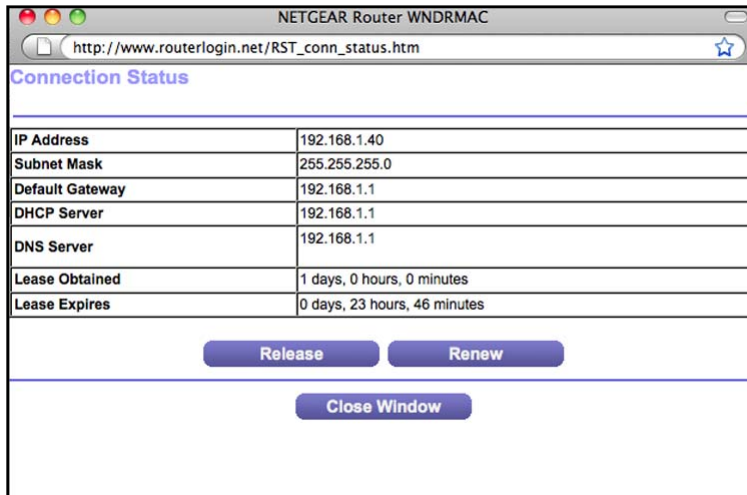 NETGEAR Router WNDRMAC
http://www.routerlogin.net/RST_conn_status.htm
Connection Status
IP Address 192.168.1.40
Subnet Mask 255.255.255.0
Default Gateway 192.168.1.1
DHCP Server 192.168.1.1
DNS Server 192.168.1.1
Lease Obtained 1 days, 0 hours, 0 minutes
Lease Expires 0 days, 23 hours, 46 minutes
Release Renew
Close Window